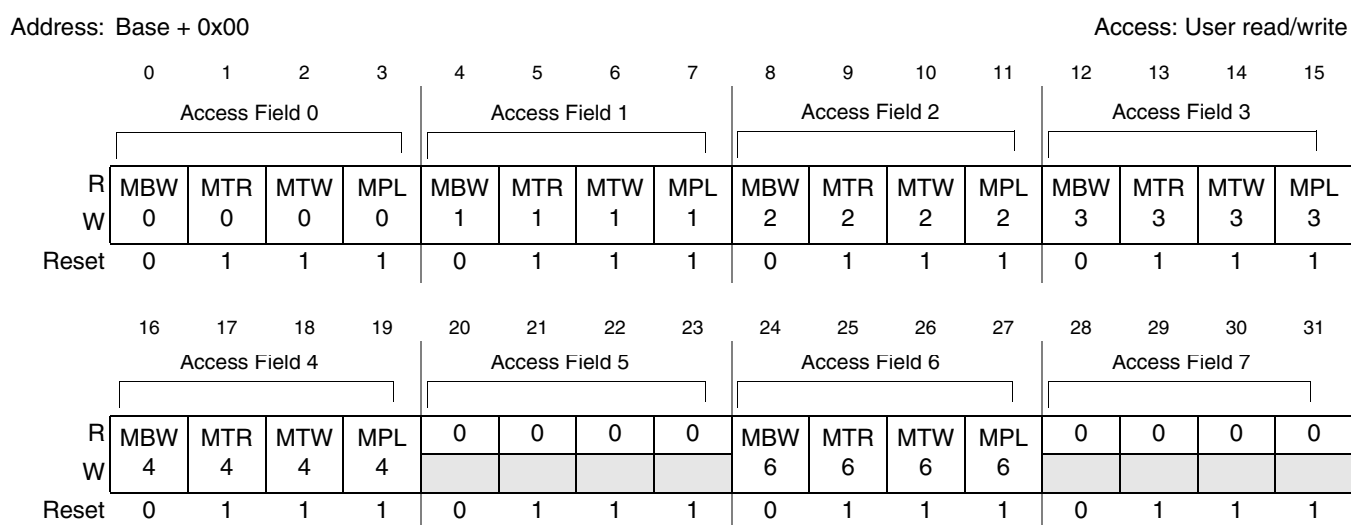 Address: Base + 0x00 Access: User read/write
0 1 2 3 4 5 6 7 8 9 10 11 12 13 14 15
Access Field 0 Access Field 1 Access Field 2 Access Field 3
R MBW MTR MTW MPL MBW MTR MTW MPL MBW MTR MTW MPL MBW MTR MTW MPL
W 0 0 0 0 1 1 1 1 2 2 2 2 3 3 3 3
Reset 0 1 1 1 0 1 1 1 0 1 1 1 0 1 1 1
16 17 18 19 20 21 22 23 24 25 26 27 28 29 30 31
Access Field 4 Access Field 5 Access Field 6 Access Field 7
R MBW MTR MTW MPL 0 0 0 0 MBW MTR MTW MPL 0 0 0 0
W 4 4 4 4 6 6 6 6
Reset 0 1 1 1 0 1 1 1 0 1 1 1 0 1 1 1